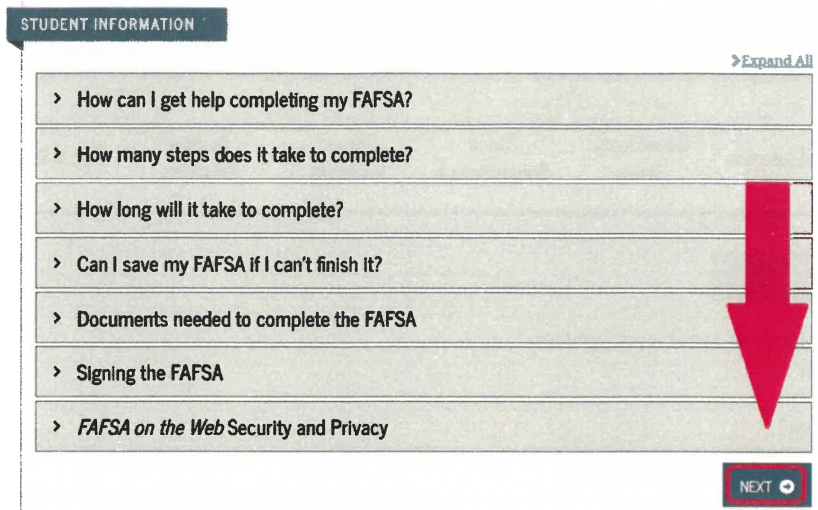 STUDENT INFORMATION
Expand All
How can I get help completing my FAFSA?
How many steps does it take to complete?
How long will it take to complete?
Can I save my FAFSA if I can't finish it?
Documents needed to complete the FAFSA
Signing the FAFSA
FAFSA on the Web Security and Privacy
NEXT